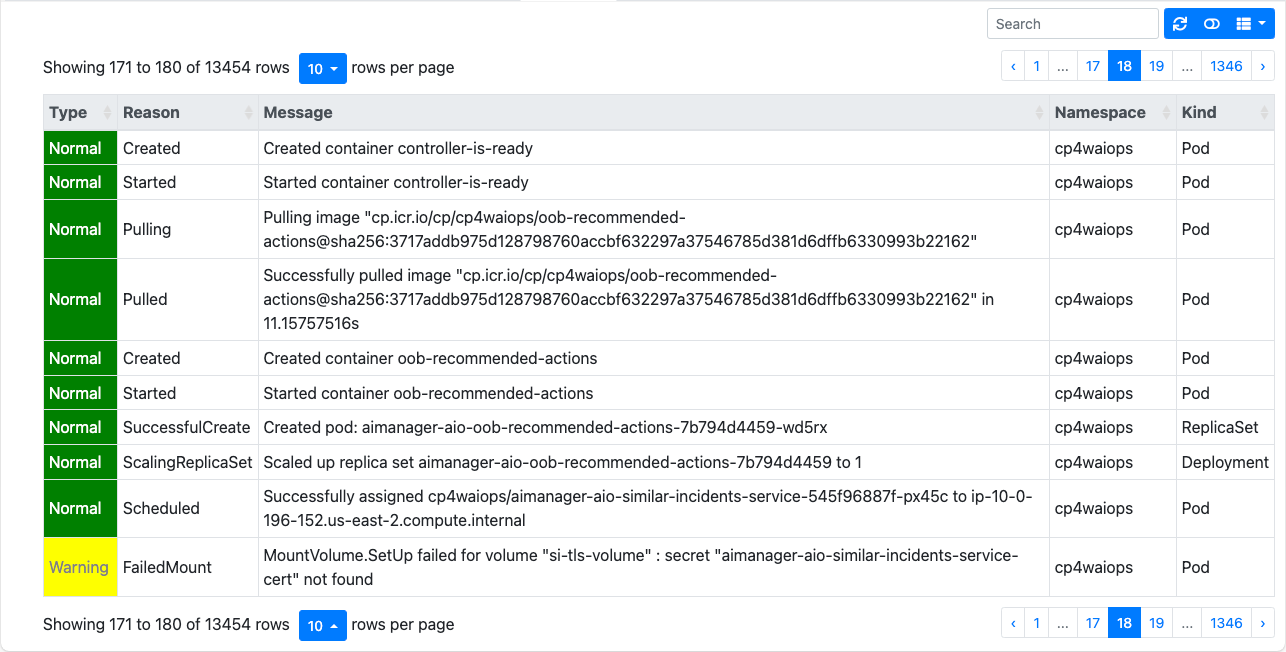 Search
Showing 171 to 180 of 13454 rows 10 rows per page ‹ 1 ... 17 18 19 ... 1346 ›
Type Reason Message Namespace Kind
Normal Created Created container controller-is-ready cp4waiops Pod
Normal Started Started container controller-is-ready cp4waiops Pod
Normal Pulling Pulling image "cp.icr.io/cp/cp4waiops/oob-recommended-
actions@sha256:3717addb975d128798760accbf632297a37546785d381d6dffb6330993b22162" cp4waiops Pod
Successfully pulled image "cp.icr.io/cp/cp4waiops/oob-recommended-
Normal Pulled actions@sha256:3717addb975d128798760accbf632297a37546785d381d6dffb6330993b22162" in cp4waiops Pod
11.15757516s
Normal Created Created container oob-recommended-actions cp4waiops Pod
Normal Started Started container oob-recommended-actions cp4waiops Pod
Normal SuccessfulCreate Created pod: aimanager-aio-oob-recommended-actions-7b794d4459-wd5rx cp4waiops ReplicaSet
Normal ScalingReplicaSet Scaled up replica set aimanager-aio-oob-recommended-actions-7b794d4459 to 1 cp4waiops Deployment
Normal Scheduled Successfully assigned cp4waiops/aimanager-aio-similar-incidents-service-545f96887f-px45c to ip-10-0-
196-152.us-east-2.compute.internal cp4waiops Pod
Warning FailedMount MountVolume.SetUp failed for volume "si-tls-volume" : secret "aimanager-aio-similar-incidents-service-
cert" not found cp4waiops Pod
Showing 171 to 180 of 13454 rows 10 rows per page ‹ 1 ... 17 18 19 ... 1346 ›